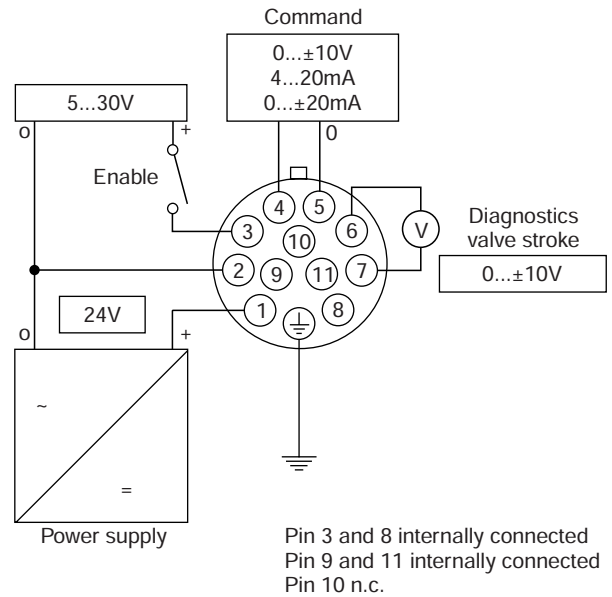 Command
0...±10V
4...20mA
0...±20mA
5...30V
o
+
0
Enable
4
5
3
10
6
V
Diagnostics
valve stroke
2
9
11
7
0...±10V
24V
1
8
o
+
~
=
Power supply
Pin 3 and 8 internally connected
Pin 9 and 11 internally connected
Pin 10 n.c.